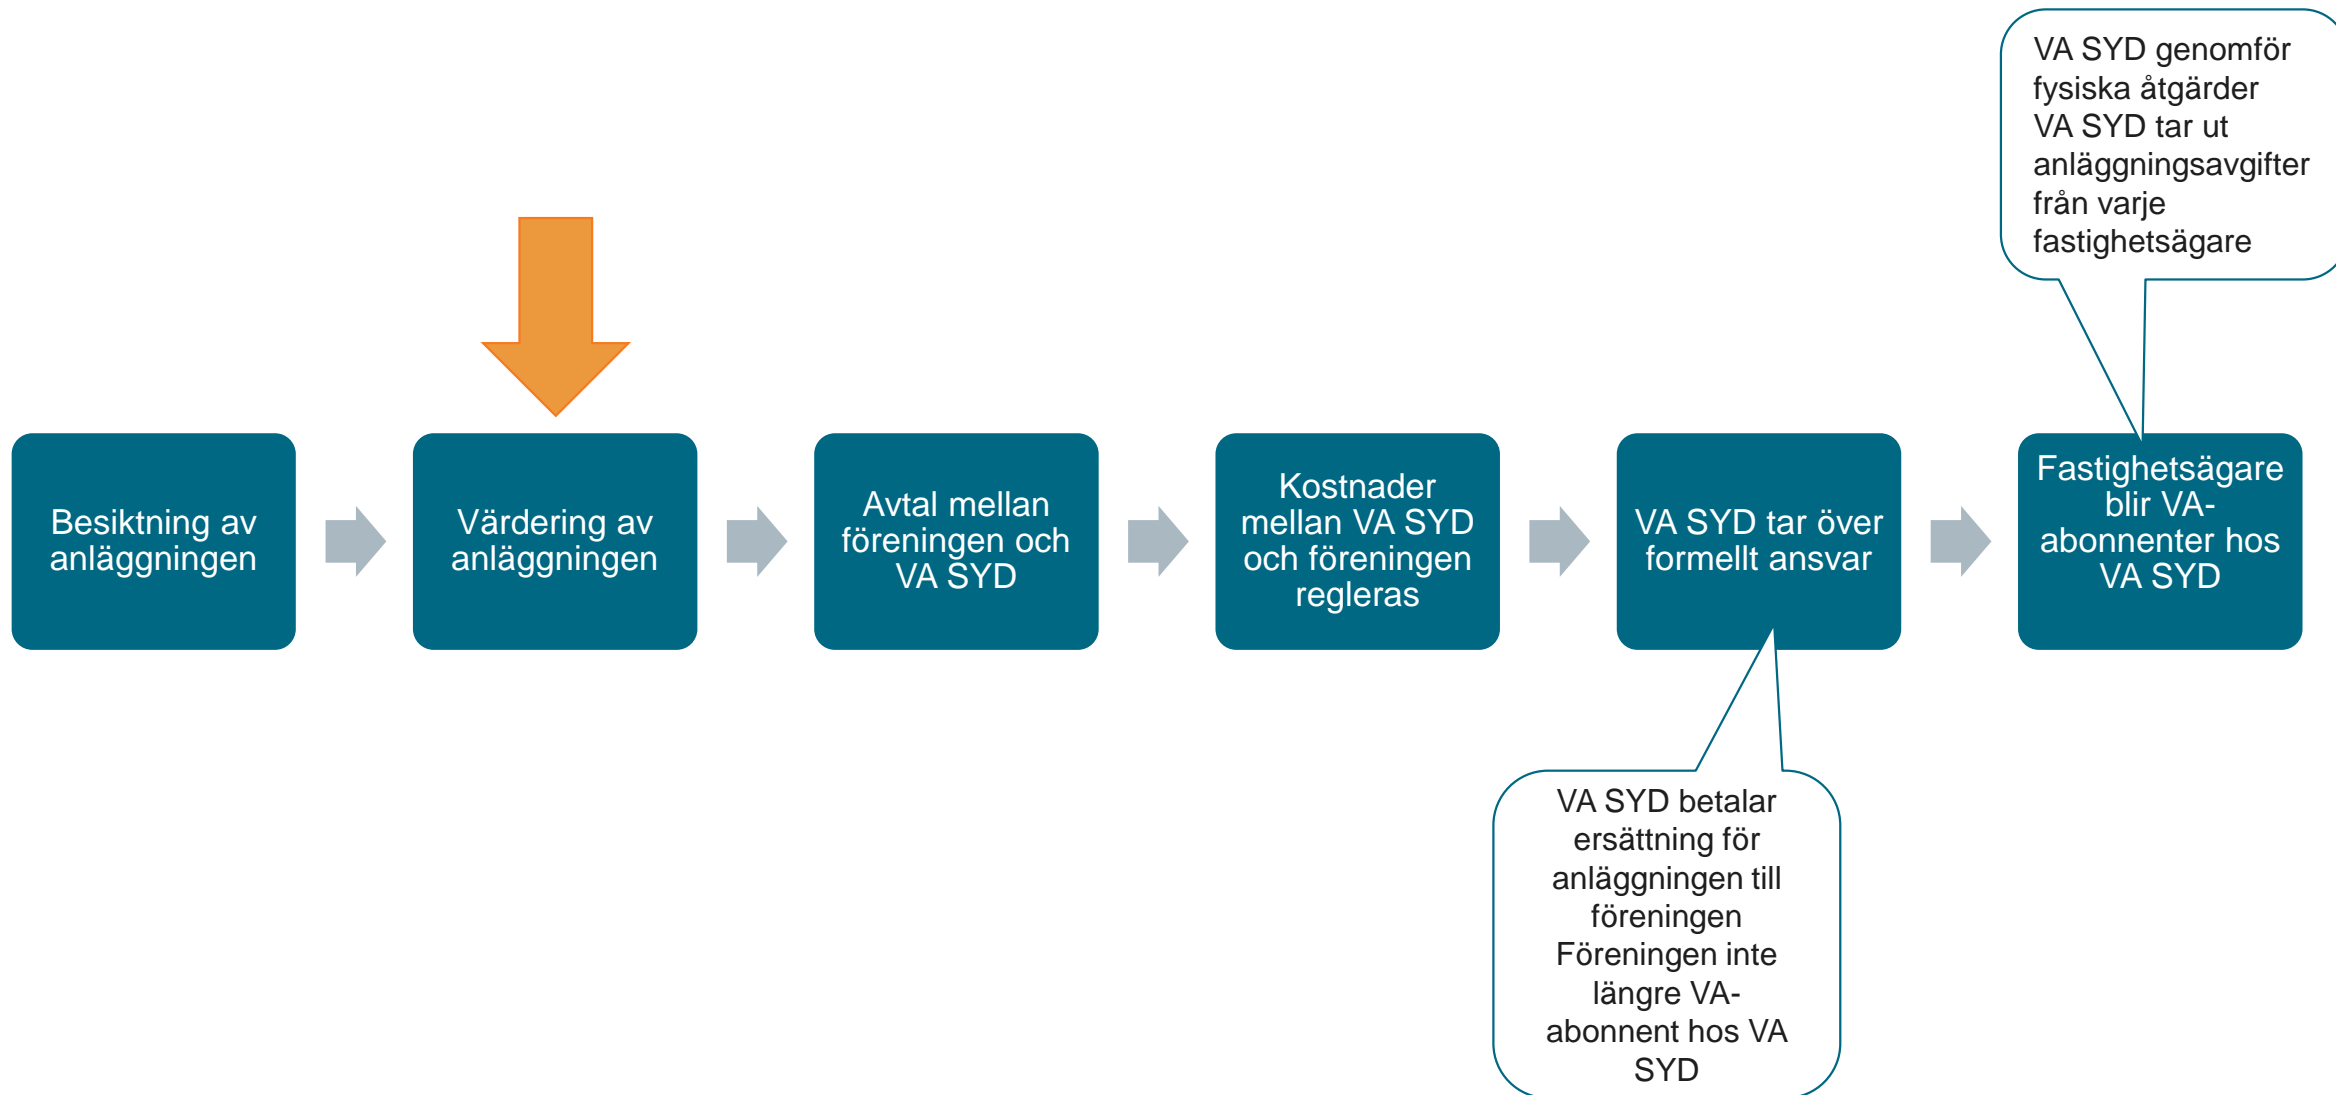 VA SYD genomför
fysiska åtgärder
VA SYD tar ut
anläggningsavgifter
från varje
fastighetsägare
Besiktning av
anläggningen
Värdering av
anläggningen
Avtal mellan
föreningen och
VA SYD
Kostnader
mellan VA SYD
och föreningen
regleras
VA SYD tar över
formellt ansvar
Fastighetsägare
blir VA-
abonnenter hos
VA SYD
VA SYD betalar
ersättning för
anläggningen till
föreningen
Föreningen inte
längre VA-
abonnent hos VA
SYD